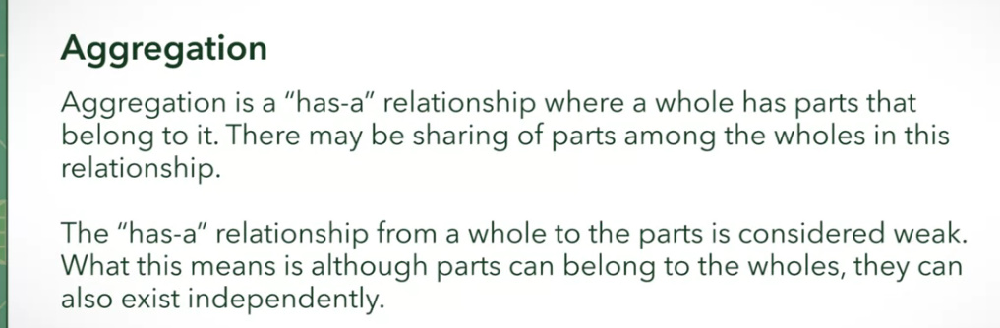 Aggregation
Aggregation is a “has-a” relationship where a whole has parts that
belong to it. There may be sharing of parts among the wholes in this
relationship.
The “has-a” relationship from a whole to the parts is considered weak.
What this means is although parts can belong to the wholes, they can
also exist independently.